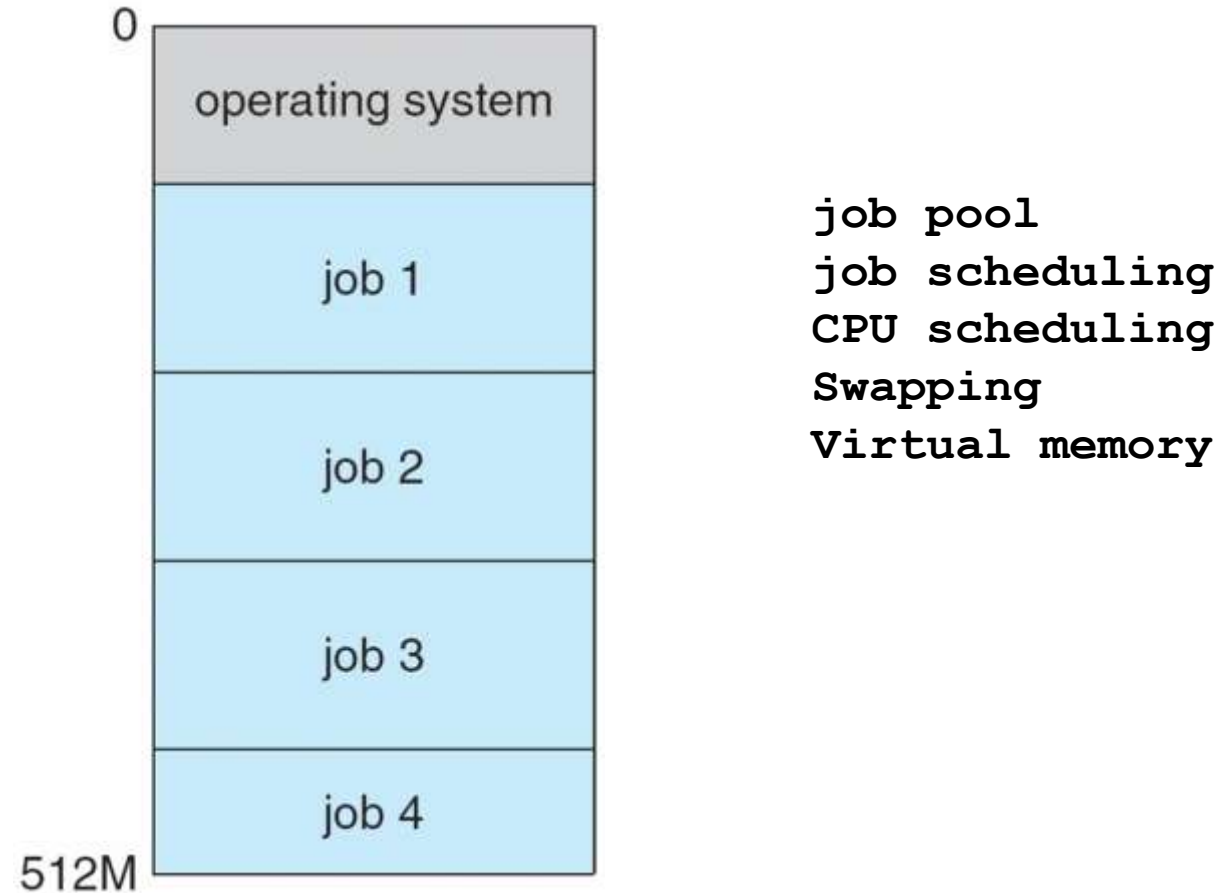 0
operating system
job 1
job 2
job 3
job 4
512M
job pool
job scheduling
CPU scheduling
Swapping
Virtual memory